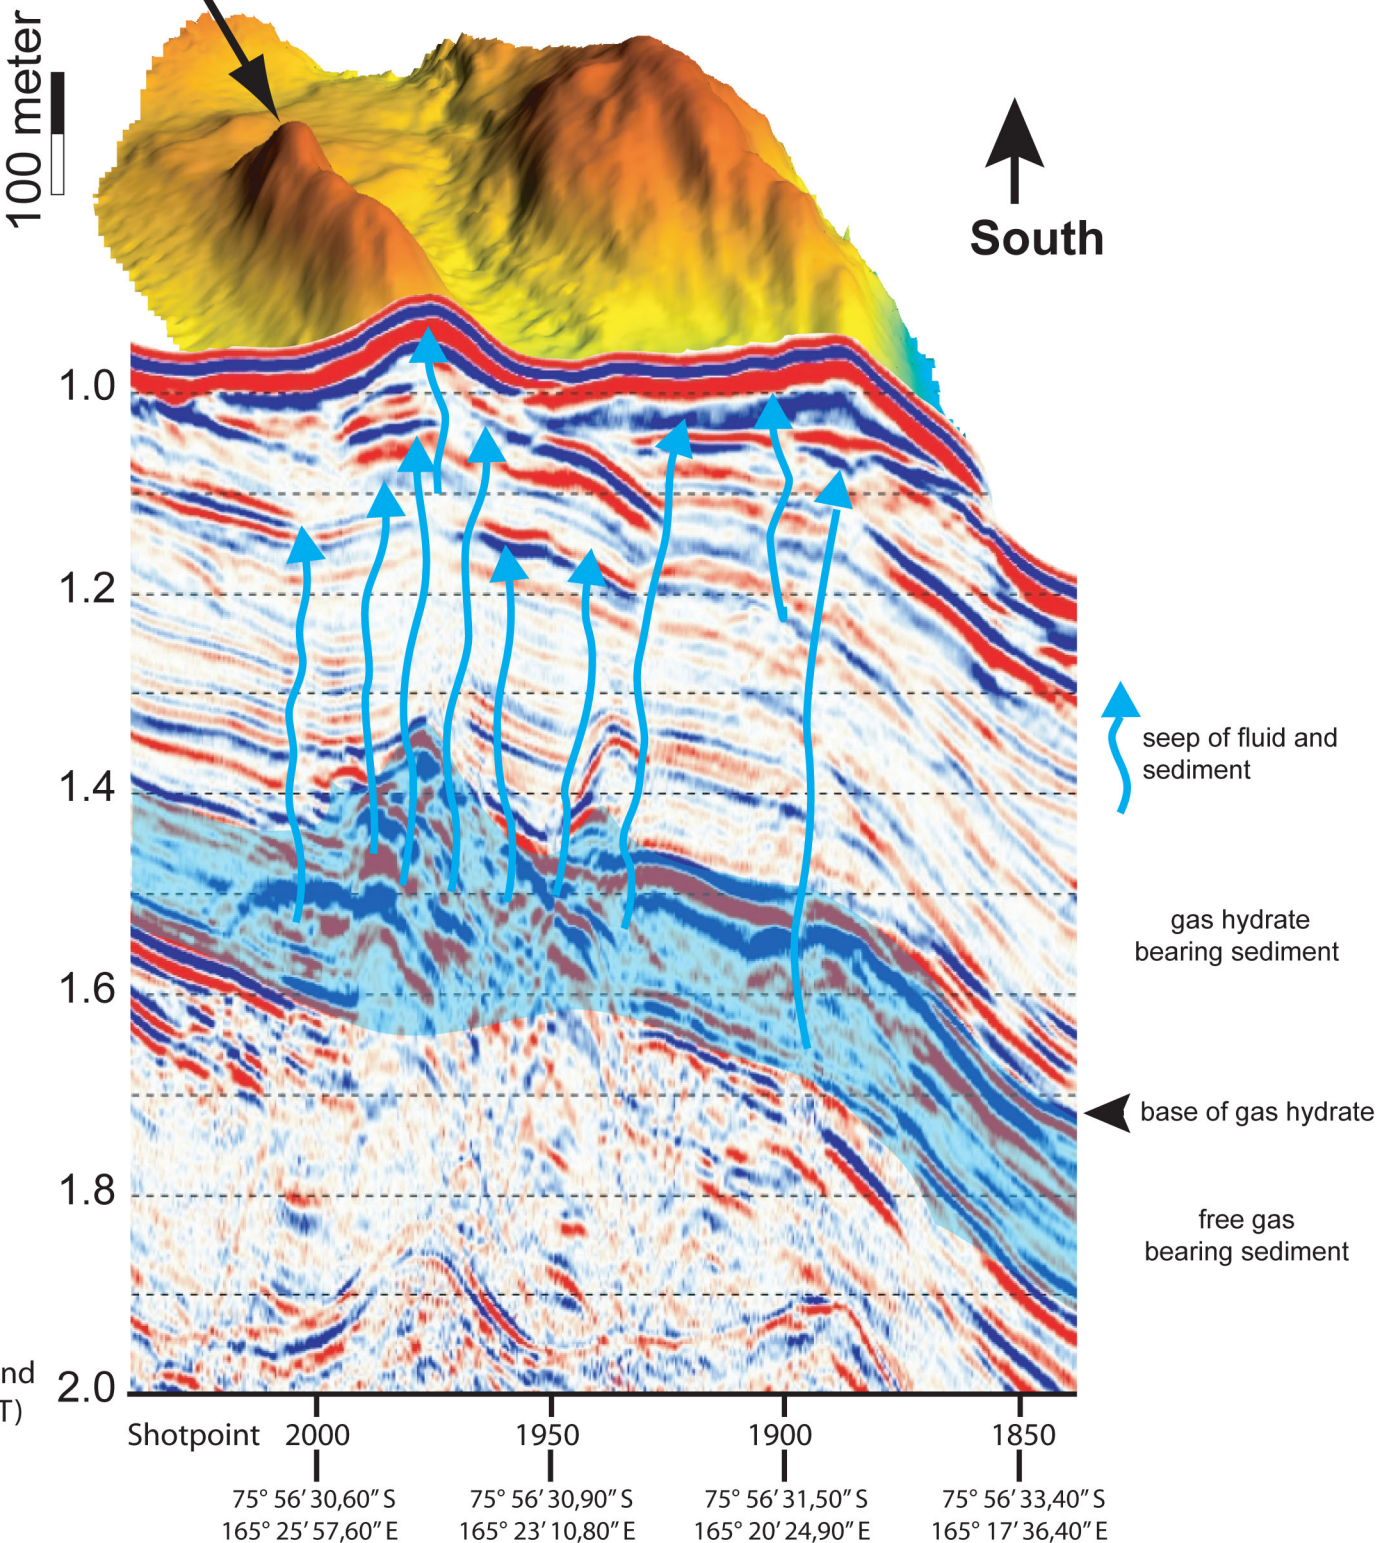 100 meter
South
1.0
1.2
seep of fluid and
sediment
1.4
gas hydrate
bearing sediment
1.6
base of gas hydrate
1.8
free gas
bearing sediment
nd
T)
2.0
Shotpoint 2000 1950 1900 1850
75° 56’ 30,60” S 75° 56’ 30,90” S 75° 56’ 31,50” S 75° 56’ 33,40” S
165° 25’ 57,60” E 165° 23’ 10,80” E 165° 20’ 24,90” E 165° 17’ 36,40” E